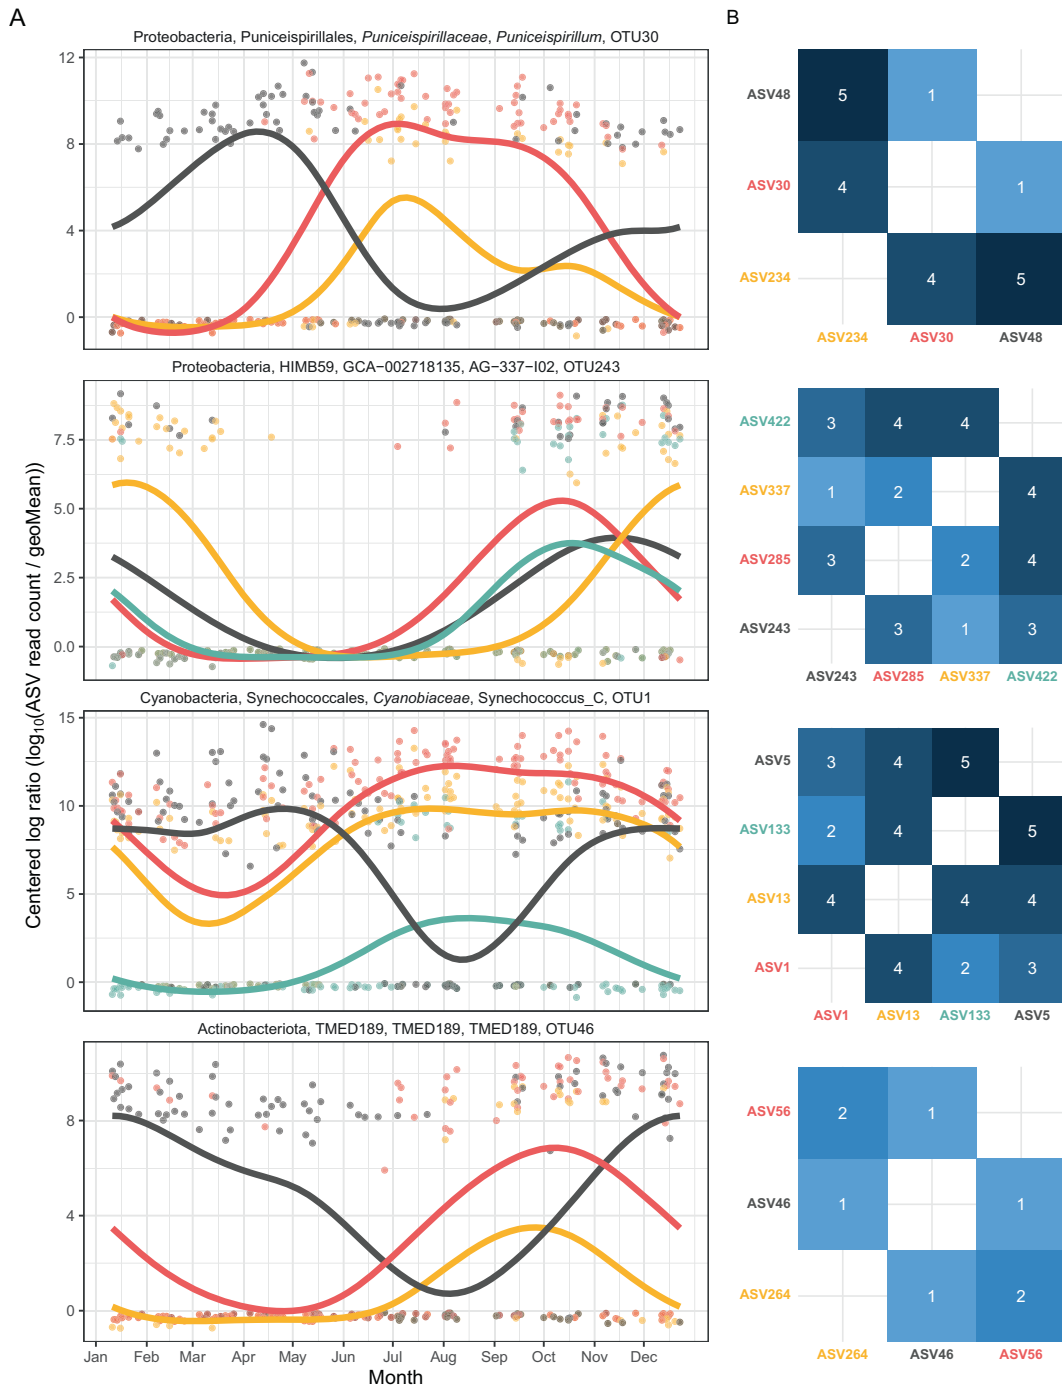 A
B
Proteobacteria, Puniceispirillales, Puniceispirillaceae, Puniceispirillum, OTU30
12
8
4
0
ASV48 5 1
ASV30 4 1
ASV234 4 5
ASV234 ASV30 ASV48
Proteobacteria, HIMB59, GCA−002718135, AG−337−I02, OTU243
7.5
5.0
2.5
0.0
ASV422 3 4 4
ASV337 1 2 4
ASV285 3 2 4
ASV243 3 1 3
ASV243 ASV285 ASV337 ASV422
Centered log ratio (log10(ASV read count / geoMean))
Cyanobacteria, Synechococcales, Cyanobiaceae, Synechococcus_C, OTU1
15
10
5
0
ASV5 3 4 5
ASV133 2 4 5
ASV13 4 4 4
ASV1 4 2 3
ASV1 ASV13 ASV133 ASV5
Actinobacteriota, TMED189, TMED189, TMED189, OTU46
8
4
0
ASV56 2 1
ASV46 1 1
ASV264 1 2
ASV264 ASV46 ASV56
Jan Feb Mar Apr May Jun Jul Aug Sep Oct Nov Dec
Month